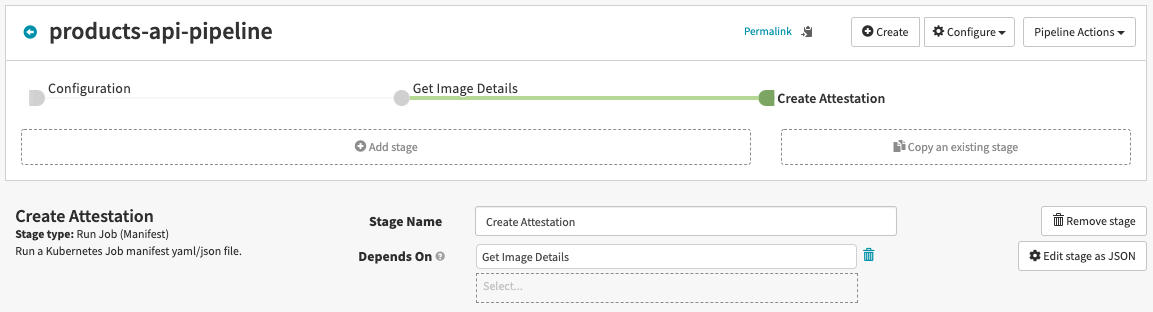 products-api-pipeline
Permalink
Create
Configure
Pipeline Actions
Configuration
Get Image Details
Create Attestation
Add stage
Copy an existing stage
Create Attestation
Stage type: Run Job (Manifest)
Run a Kubernetes Job manifest yaml/json file.
Stage Name
Create Attestation
Remove stage
Depends On
Get Image Details
Edit stage as JSON
Select...